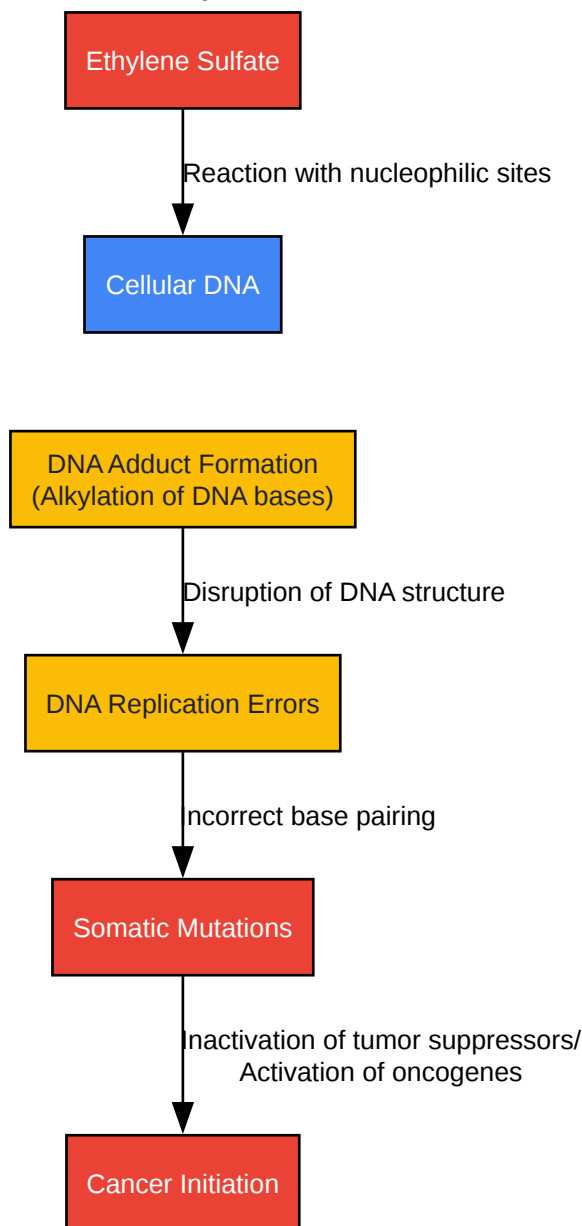 Ethylene Sulfate
Reaction with nucleophilic sites
Cellular DNA
DNA Adduct Formation
(Alkylation of DNA bases)
Disruption of DNA structure
DNA Replication Errors
Incorrect base pairing
Somatic Mutations
Inactivation of tumor suppressors/
Activation of oncogenes
Cancer Initiation